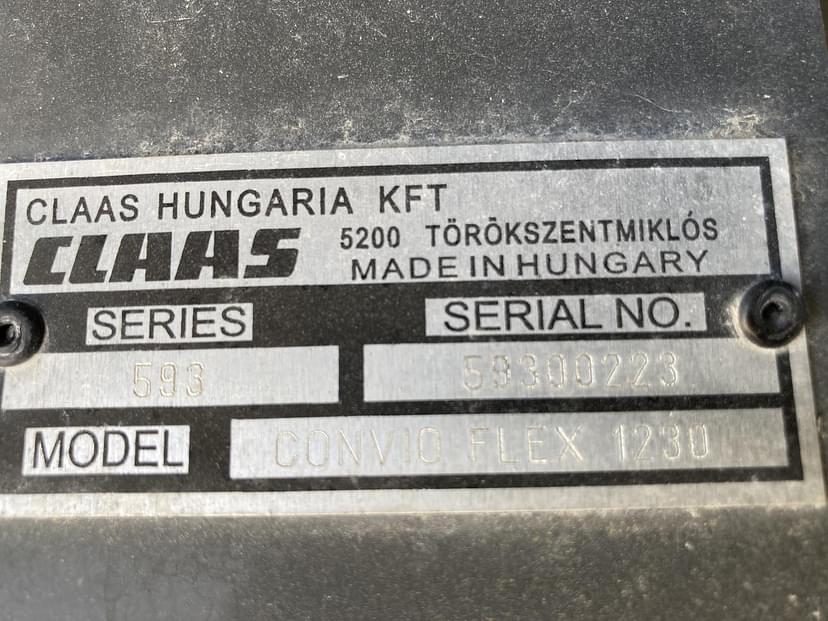 CLAAS HUNGARIA KFT
CLAAS 5200 TÖRÖKSZENTMIKLÓS
MADE IN HUNGARY
SERIES SERIAL NO.
593 59300223
MODEL CONVIO FLEX 1230